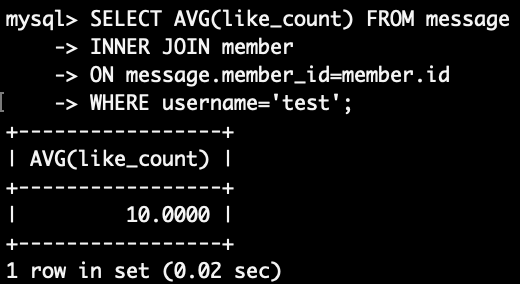 mysql> SELECT AVG(like_count) FROM message
    -> INNER JOIN member
    -> ON message.member_id=member.id
    -> WHERE username='test';
+-----------------+
| AVG(like_count) |
+-----------------+
|         10.0000 |
+-----------------+
1 row in set (0.02 sec)